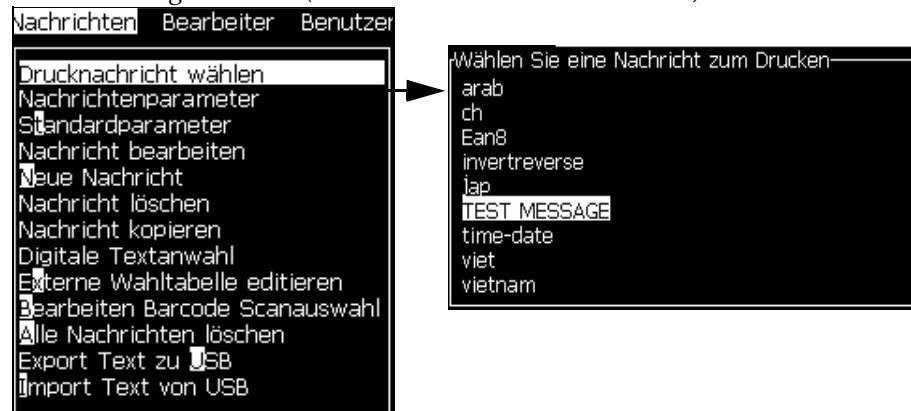 Nachrichten Bearbeiter Benutzer
Drucknachricht wählen
Nachrichtenparameter
Standardparameter
Nachricht bearbeiten
Neue Nachricht
Nachricht löschen
Nachricht kopieren
Digitale Textanwahl
Externe Wahltabelle editieren
Bearbeiten Barcode Scanauswahl
Alle Nachrichten löschen
Export Text zu USB
Import Text von USB
Wählen Sie eine Nachricht zum Drucken
arab
ch
Ean8
invertreverse
jap
TEST MESSAGE
time-date
viet
vietnam